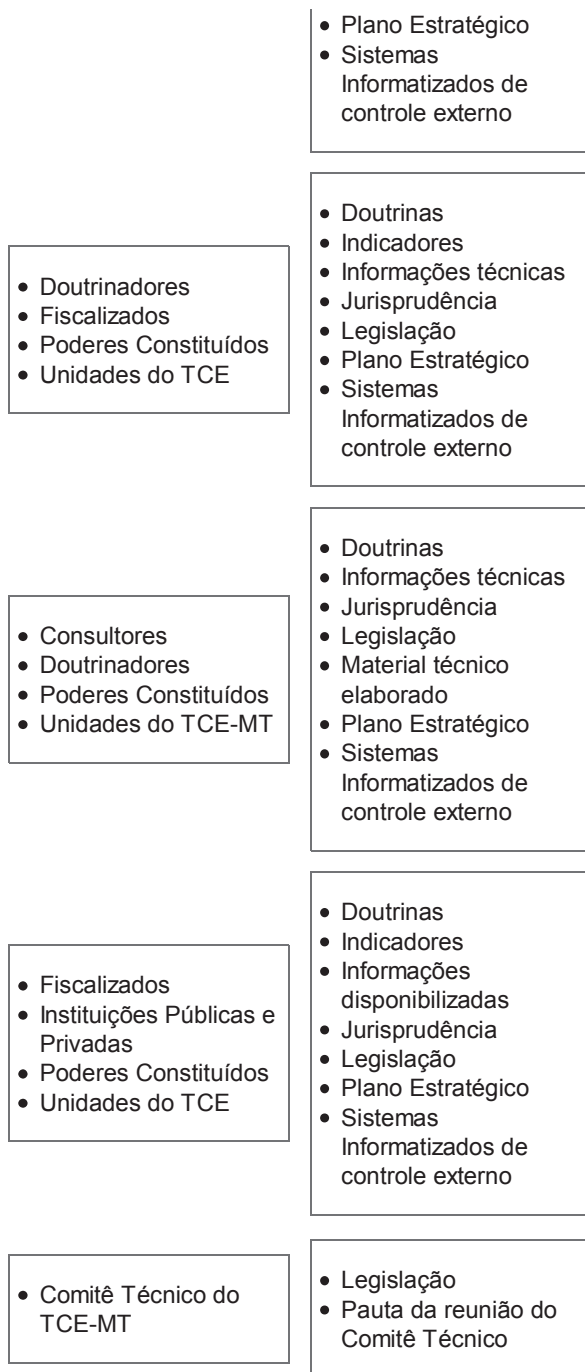 • Plano Estratégico
• Sistemas
Informatizados de
controle externo
• Doutrinadores
• Fiscalizados
• Poderes Constituídos
• Unidades do TCE
• Doutrinas
• Indicadores
• Informações técnicas
• Jurisprudência
• Legislação
• Plano Estratégico
• Sistemas
Informatizados de
controle externo
• Consultores
• Doutrinadores
• Poderes Constituídos
• Unidades do TCE-MT
• Doutrinas
• Informações técnicas
• Jurisprudência
• Legislação
• Material técnico
elaborado
• Plano Estratégico
• Sistemas
Informatizados de
controle externo
• Fiscalizados
• Instituições Públicas e
Privadas
• Poderes Constituídos
• Unidades do TCE
• Doutrinas
• Indicadores
• Informações
disponibilizadas
• Jurisprudência
• Legislação
• Plano Estratégico
• Sistemas
Informatizados de
controle externo
• Comitê Técnico do
TCE-MT
• Legislação
• Pauta da reunião do
Comitê Técnico